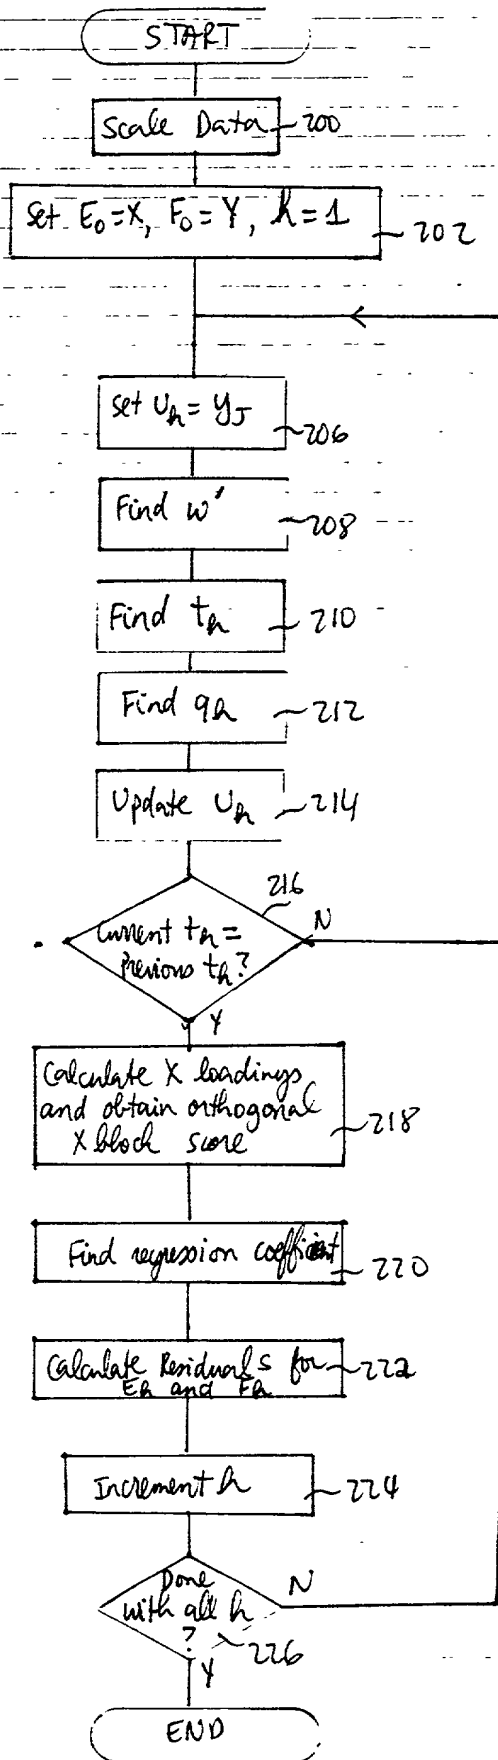 START
Scale Data
200
Set E₀=X, F₀=Y, h=1
202
Set Uh = yJ
206
Find w'
208
Find th
210
Find qh
212
Update Uh
214
216
Current th =
Previous th?
N
Y
Calculate X loadings
and obtain orthogonal
X block score
218
Find regression coefficient
220
Calculate Residuals for
Eh and Fh
222
Increment h
224
Done
with all h
?
N
226
Y
END